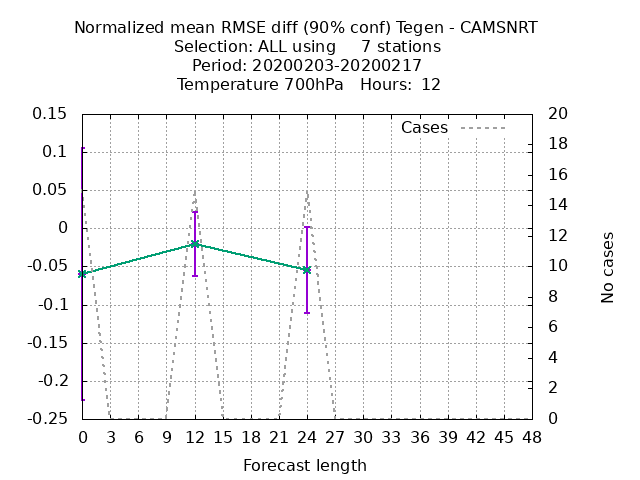 Normalized mean RMSE diff (90% conf) Tegen - CAMSNRT
Selection: ALL using     7 stations
Period: 20200203-20200217
Temperature 700hPa   Hours:  12
Cases
0.15
0.1
0.05
0
-0.05
-0.1
-0.15
-0.2
-0.25
20
18
16
14
12
10
8
6
4
2
0
No cases
0 3 6 9 12 15 18 21 24 27 30 33 36 39 42 45 48
Forecast length